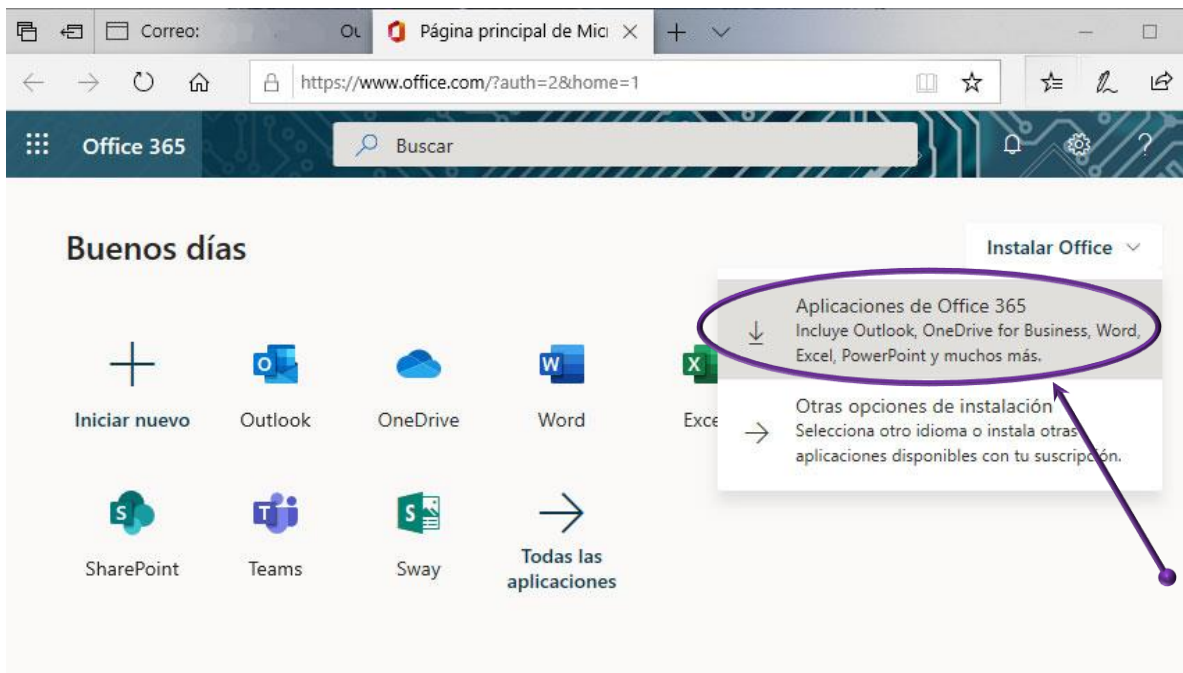 Correo:
Ou
Página principal de Micr
https://www.office.com/?auth=2&home=1
Office 365
Buscar
Buenos días
Instalar Office
Aplicaciones de Office 365
Incluye Outlook, OneDrive for Business, Word,
Excel, PowerPoint y muchos más.
Otras opciones de instalación
Selecciona otro idioma o instala otras
aplicaciones disponibles con tu suscripción.
Iniciar nuevo
Outlook
OneDrive
Word
Exce
SharePoint
Teams
Sway
Todas las
aplicaciones